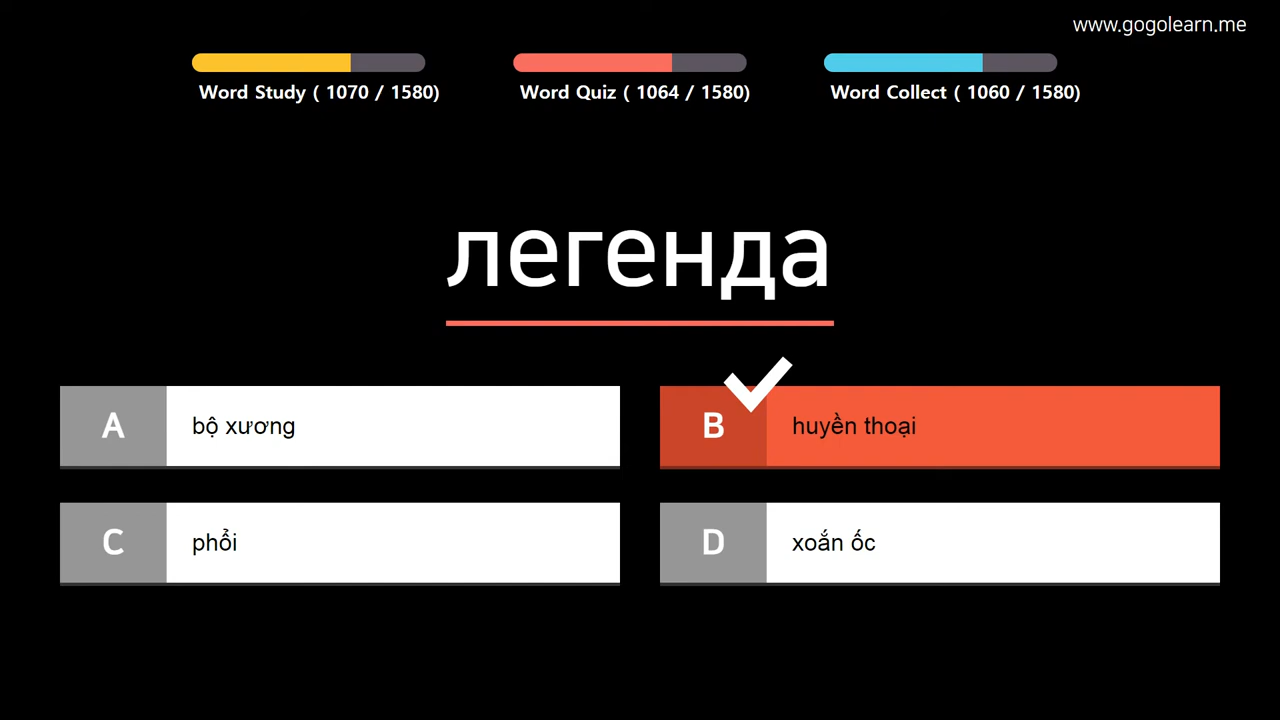 www.gogolearn.me
Word Study ( 1070 / 1580)
Word Quiz ( 1064 / 1580)
Word Collect ( 1060 / 1580)
легенда
A bộ xương
B huyền thoại
C phổi
D xoắn ốc